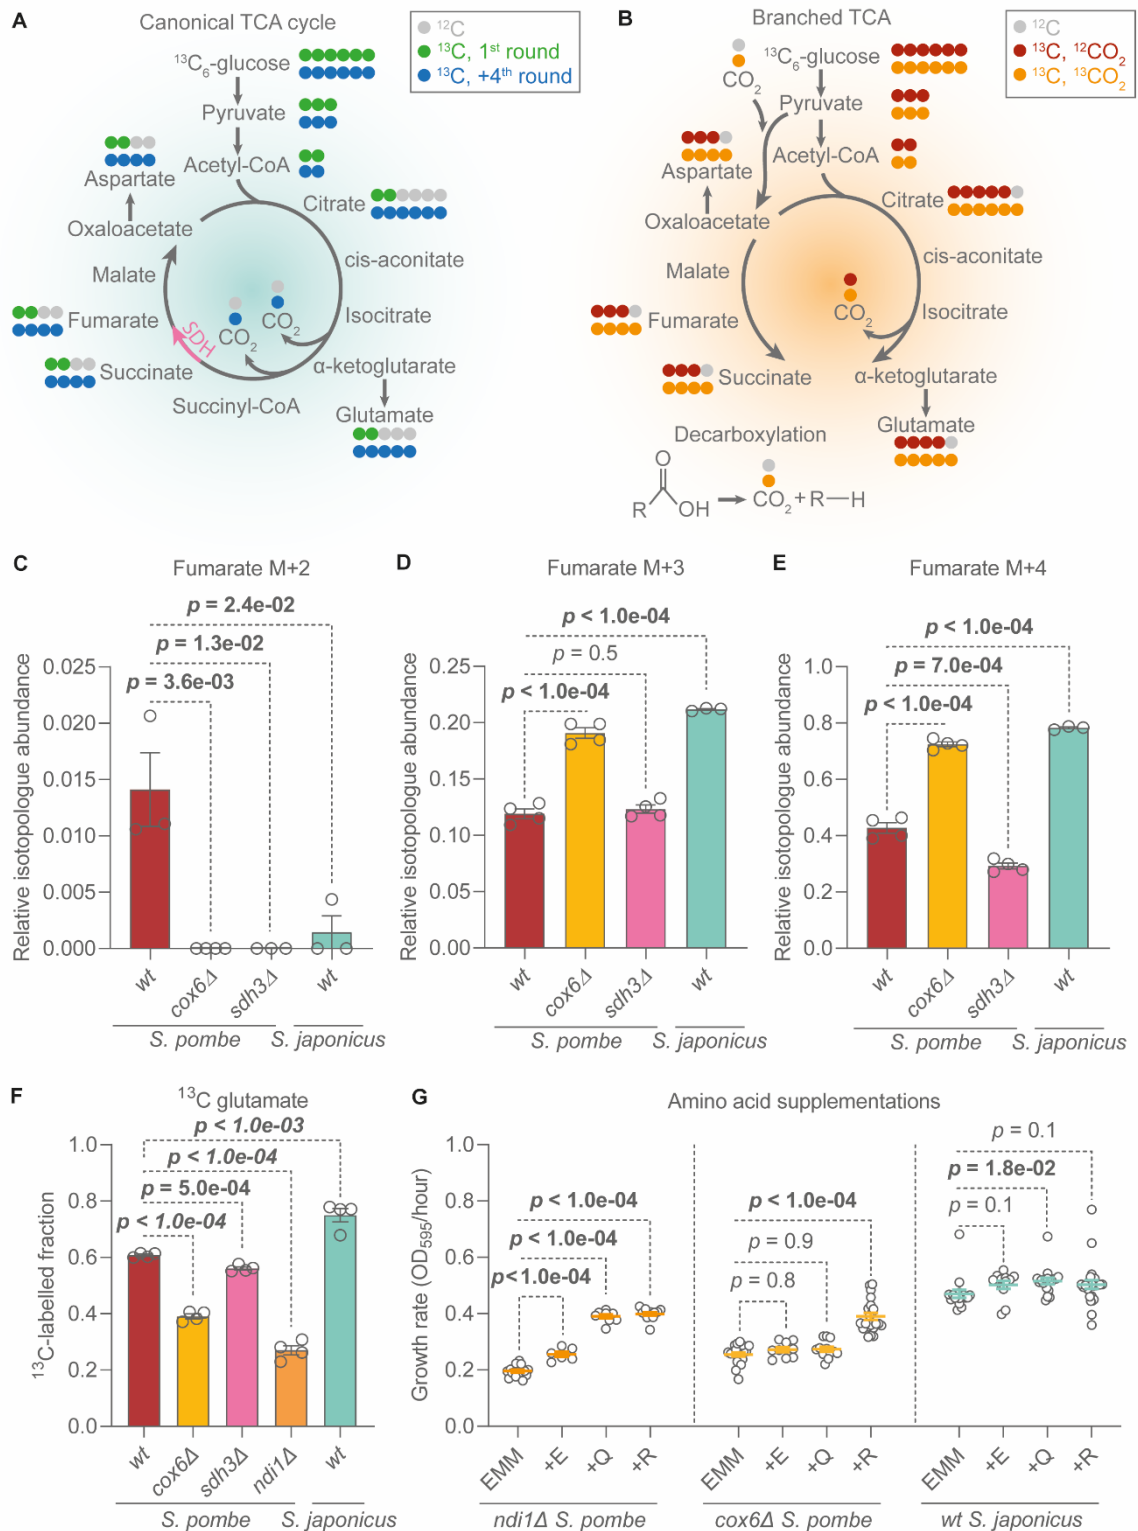 A
Canonical TCA cycle
¹²C
¹³C, 1ˢᵗ round
¹³C, +4ᵗʰ round
¹³C₆-glucose
Pyruvate
Acetyl-CoA
Aspartate
Citrate
Oxaloacetate
cis-aconitate
Malate
Isocitrate
CO₂
CO₂
Fumarate
SDH
α-ketoglutarate
Succinate
Succinyl-CoA
Glutamate
B
Branched TCA
¹²C
¹³C, ¹²CO₂
¹³C, ¹³CO₂
¹³C₆-glucose
CO₂
Pyruvate
Acetyl-CoA
Aspartate
Citrate
Oxaloacetate
cis-aconitate
Malate
Isocitrate
CO₂
Fumarate
α-ketoglutarate
Succinate
Glutamate
Decarboxylation
O
R
OH
CO₂ + R—H
C
Fumarate M+2
p = 2.4e-02
p = 1.3e-02
p = 3.6e-03
Relative isotopologue abundance
0.025
0.020
0.015
0.010
0.005
0.000
wt
cox6Δ
sdh3Δ
wt
S. pombe
S. japonicus
D
Fumarate M+3
p < 1.0e-04
p = 0.5
p < 1.0e-04
Relative isotopologue abundance
0.25
0.20
0.15
0.10
0.05
0.00
wt
cox6Δ
sdh3Δ
wt
S. pombe
S. japonicus
E
Fumarate M+4
p < 1.0e-04
p = 7.0e-04
p < 1.0e-04
Relative isotopologue abundance
1.0
0.8
0.6
0.4
0.2
0.0
wt
cox6Δ
sdh3Δ
wt
S. pombe
S. japonicus
F
¹³C glutamate
p < 1.0e-03
p < 1.0e-04
p = 5.0e-04
p < 1.0e-04
¹³C-labelled fraction
1.0
0.8
0.6
0.4
0.2
0.0
wt
cox6Δ
sdh3Δ
ndi1Δ
wt
S. pombe
S. japonicus
G
Amino acid supplementations
Growth rate (OD₅₉₅/hour)
1.0
0.8
0.6
0.4
0.2
0.0
p < 1.0e-04
p < 1.0e-04
p< 1.0e-04
EMM
+E
+Q
+R
ndi1Δ S. pombe
p < 1.0e-04
p = 0.9
p = 0.8
EMM
+E
+Q
+R
cox6Δ S. pombe
p = 0.1
p = 1.8e-02
p = 0.1
EMM
+E
+Q
+R
wt S. japonicus